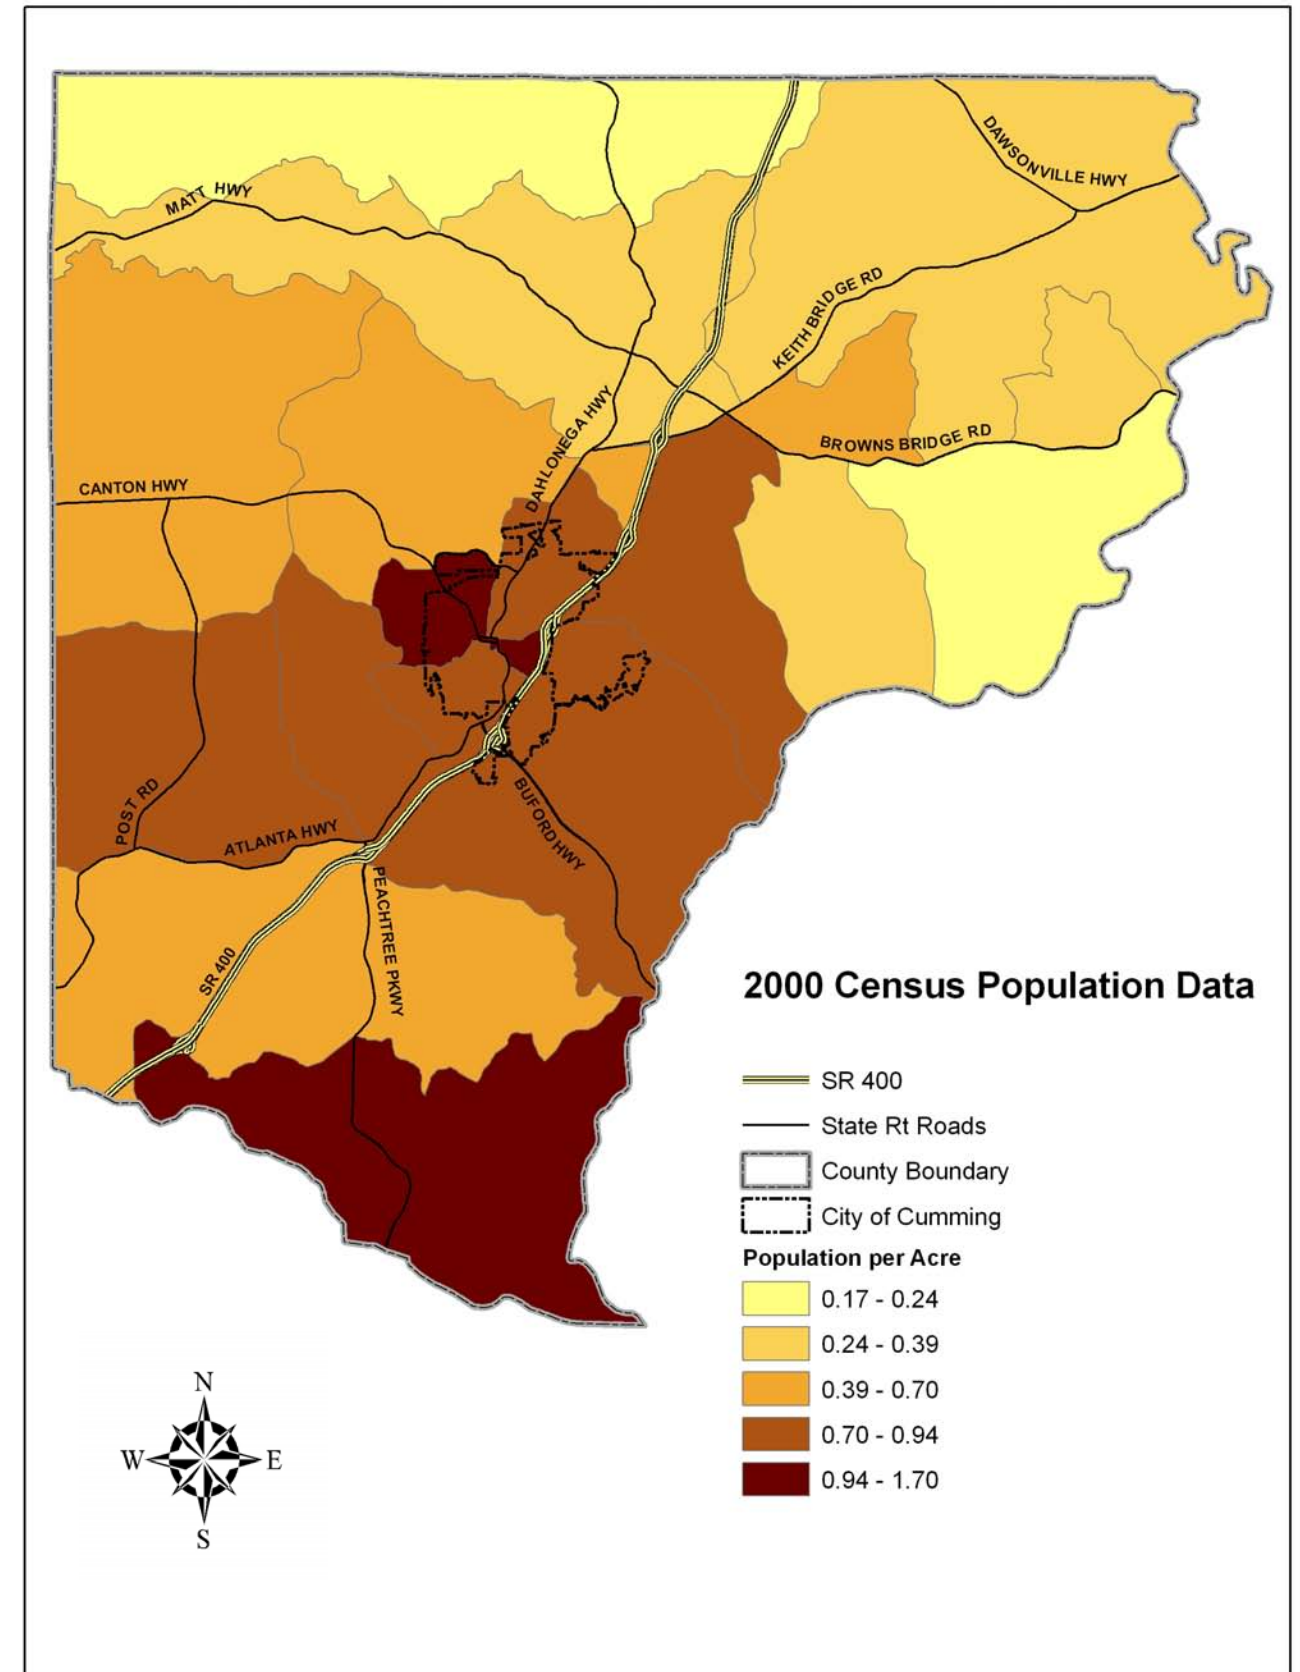 DAWSONVILLE HWY
MATT HWY
KEITH BRIDGE RD
DAHLONEGA HWY
BROWNS BRIDGE RD
CANTON HWY
POST RD
ATLANTA HWY
BUFORD HWY
PEACHTREE PKWY
SR 400
2000 Census Population Data
SR 400
State Rt Roads
County Boundary
City of Cumming
Population per Acre
0.17 - 0.24
0.24 - 0.39
0.39 - 0.70
0.70 - 0.94
0.94 - 1.70
N
W E
S